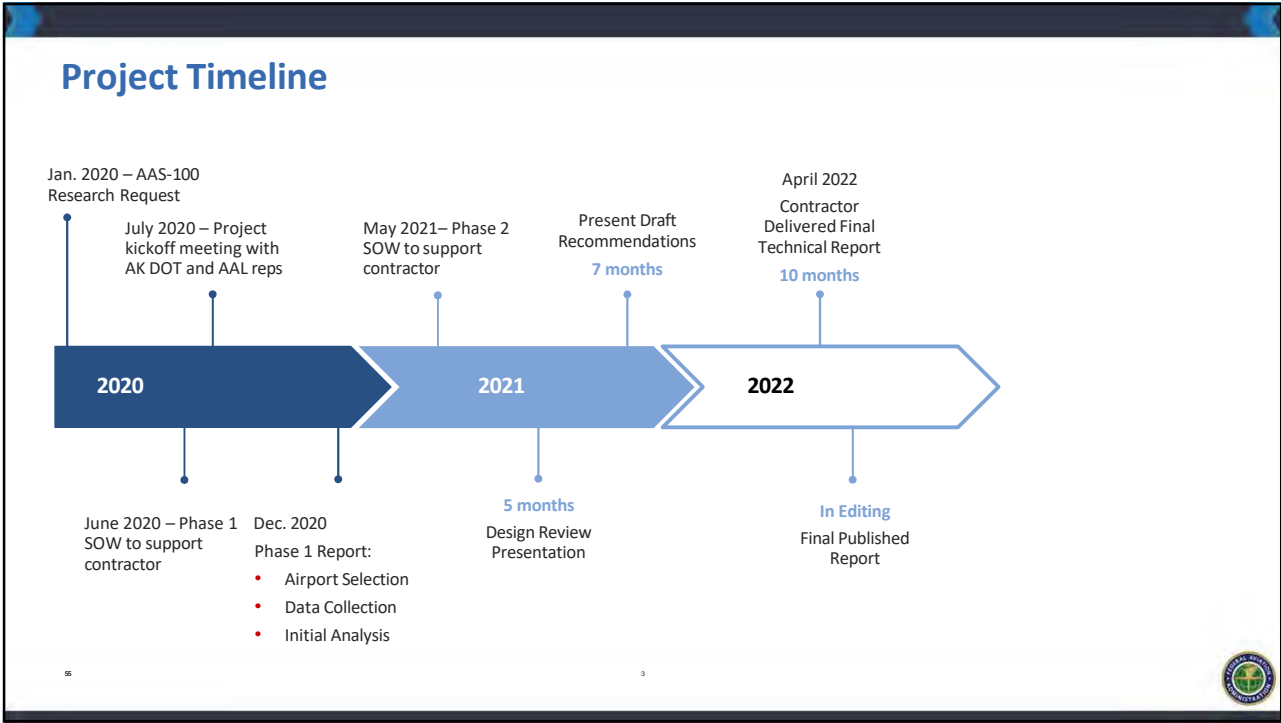 Project Timeline
Jan. 2020 – AAS-100
Research Request
July 2020 – Project
kickoff meeting with
AK DOT and AAL reps
May 2021– Phase 2
SOW to support
contractor
Present Draft
Recommendations
7 months
April 2022
Contractor
Delivered Final
Technical Report
10 months
2020
2021
2022
June 2020 – Phase 1
SOW to support
contractor
Dec. 2020
Phase 1 Report:
• Airport Selection
• Data Collection
• Initial Analysis
5 months
Design Review
Presentation
In Editing
Final Published
Report
55
3
FEDERAL AVIATION
ADMINISTRATION